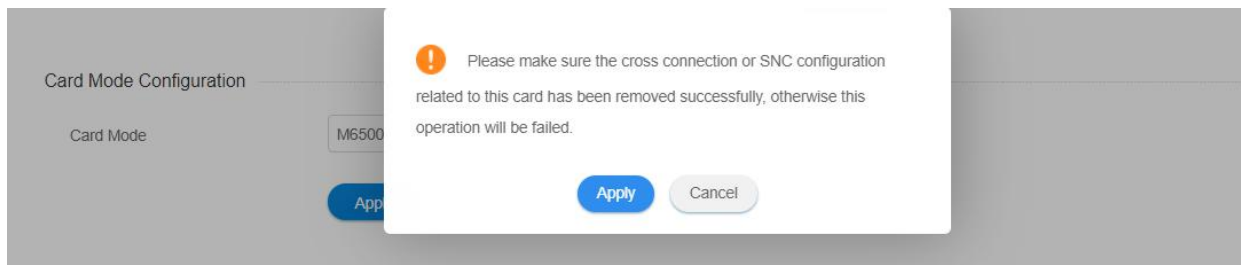 Please make sure the cross connection or SNC configuration
related to this card has been removed successfully, otherwise this
operation will be failed.
Apply
Cancel
Card Mode Configuration
Card Mode
M6500
App